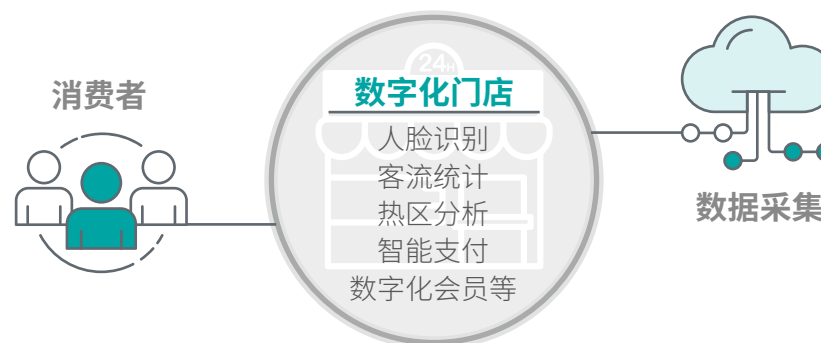 消费者
24H
数字化门店
人脸识别
客流统计
热区分析
智能支付
数字化会员等
数据采集